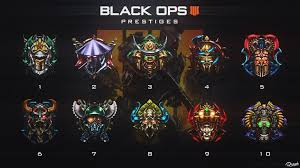 BLACK OPS IIII
PRESTIGES
1 2 3 4 5
6 7 8 9 10